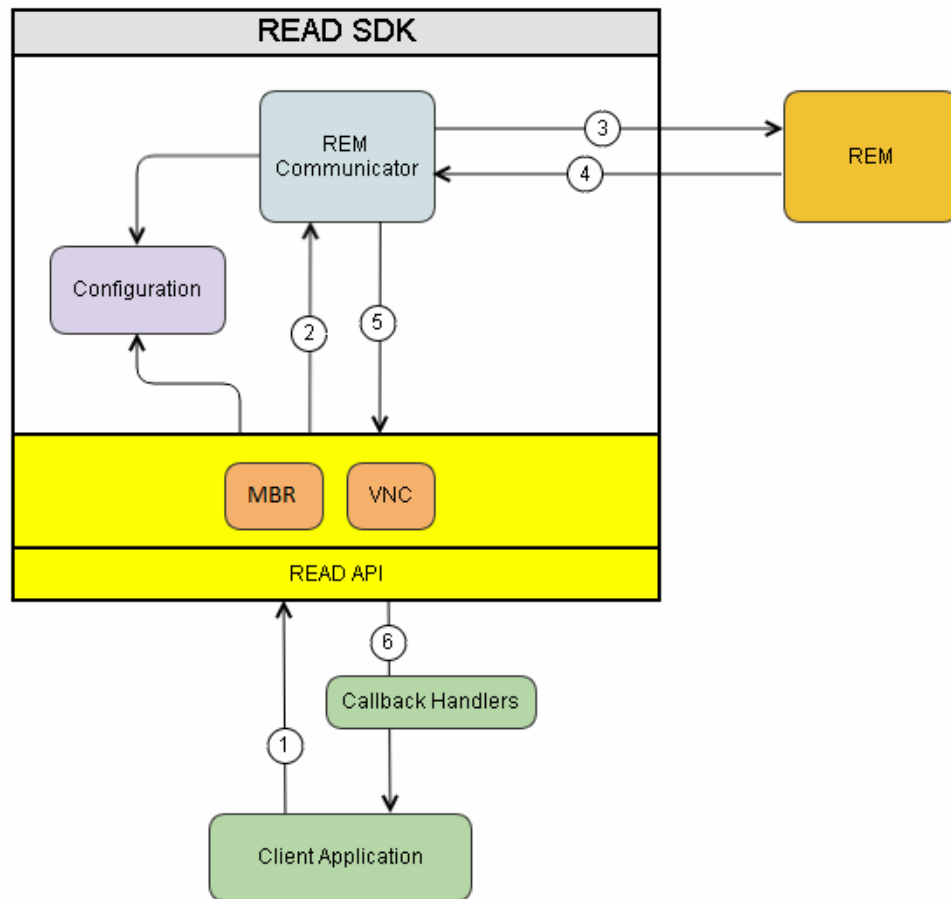 READ SDK
REM
Communicator
3
REM
4
Configuration
2
5
MBR
VNC
READ API
6
Callback Handlers
1
Client Application